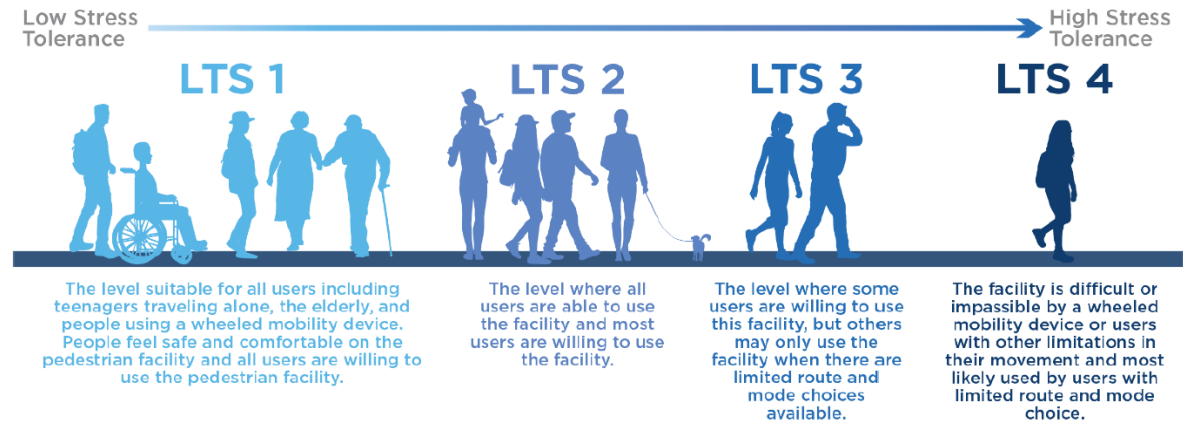 Low Stress
Tolerance
High Stress
Tolerance
LTS 1
The level suitable for all users including
teenagers traveling alone, the elderly, and
people using a wheeled mobility device.
People feel safe and comfortable on the
pedestrian facility and all users are willing to
use the pedestrian facility.
LTS 2
The level where all
users are able to use
the facility and most
users are willing to use
the facility.
LTS 3
The level where some
users are willing to use
this facility, but others
may only use the
facility when there are
limited route and
mode choices
available.
LTS 4
The facility is difficult or
impassible by a wheeled
mobility device or users
with other limitations in
their movement and most
likely used by users with
limited route and mode
choice.